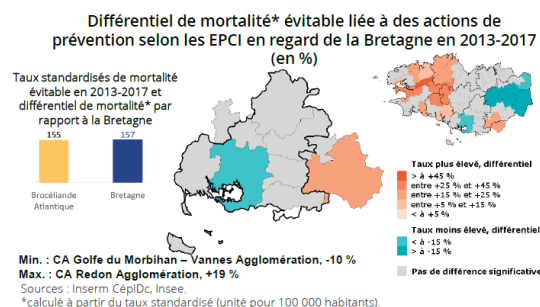 Différentiel de mortalité* évitable liée à des actions de
prévention selon les EPCI en regard de la Bretagne en 2013-2017
(en %)
Taux standardisés de mortalité
évitable en 2013-2017 et
différentiel de mortalité* par
rapport à la Bretagne
155
157
Brocéliande
Atlantique
Bretagne
Taux plus élevé, différentiel
> à +45 %
entre +25 % et +45 %
entre +15 % et +25 %
entre +5 % et +15 %
< à +5 %
Taux moins élevé, différentiel
< à -15 %
> à -15 %
Pas de différence significative
Min. : CA Golfe du Morbihan – Vannes Agglomération, -10 %
Max. : CA Redon Agglomération, +19 %
Sources : Inserm CépiDc, Insee.
*calculé à partir du taux standardisé (unité pour 100 000 habitants).